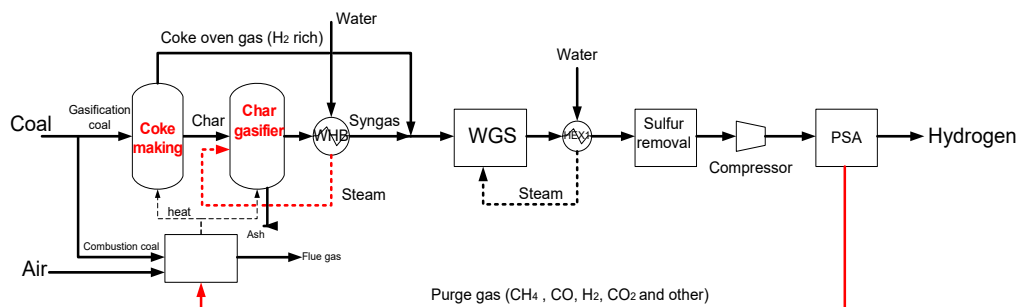 Water
Coke oven gas (H2 rich)
Water
Gasification
coal
Coal
Char
Coke
making
Char
gasifier
WHB
Syngas
WGS
HEX1
Sulfur
removal
Compressor
PSA
Hydrogen
Steam
Steam
heat
Ash
Combustion coal
Air
Flue gas
Purge gas (CH4 , CO, H2, CO2 and other)